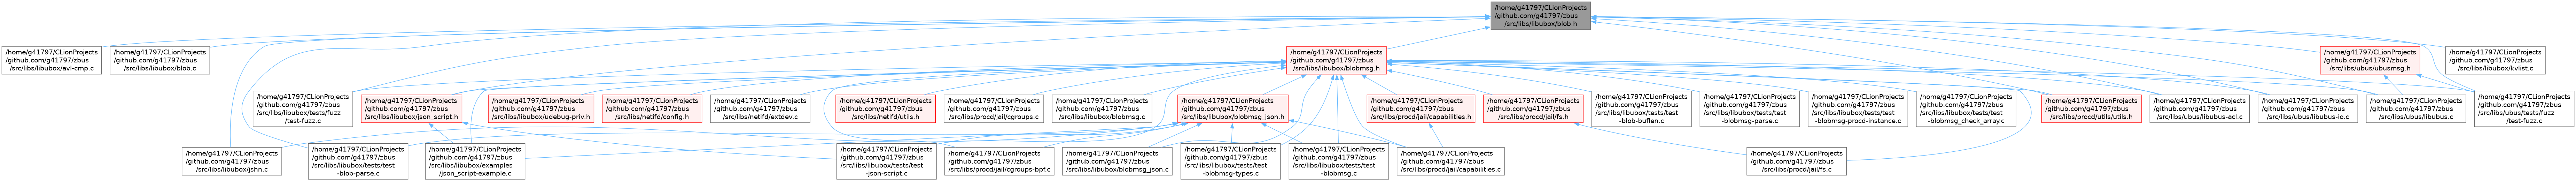 /home/g41797/CLionProjects
/github.com/g41797/zbus
/src/libs/libubox/blob.h
/home/g41797/CLionProjects
/github.com/g41797/zbus
/src/libs/libubox/avl-cmp.c
/home/g41797/CLionProjects
/github.com/g41797/zbus
/src/libs/libubox/blob.c
/home/g41797/CLionProjects
/github.com/g41797/zbus
/src/libs/libubox/blobmsg.h
/home/g41797/CLionProjects
/github.com/g41797/zbus
/src/libs/ubus/ubusmsg.h
/home/g41797/CLionProjects
/github.com/g41797/zbus
/src/libs/libubox/kvlist.c
/home/g41797/CLionProjects
/github.com/g41797/zbus
/src/libs/libubox/tests/fuzz
/test-fuzz.c
/home/g41797/CLionProjects
/github.com/g41797/zbus
/src/libs/libubox/json_script.h
/home/g41797/CLionProjects
/github.com/g41797/zbus
/src/libs/libubox/udebug-priv.h
/home/g41797/CLionProjects
/github.com/g41797/zbus
/src/libs/netifd/config.h
/home/g41797/CLionProjects
/github.com/g41797/zbus
/src/libs/netifd/extdev.c
/home/g41797/CLionProjects
/github.com/g41797/zbus
/src/libs/netifd/utils.h
/home/g41797/CLionProjects
/github.com/g41797/zbus
/src/libs/procd/jail/cgroups.c
/home/g41797/CLionProjects
/github.com/g41797/zbus
/src/libs/libubox/blobmsg.c
/home/g41797/CLionProjects
/github.com/g41797/zbus
/src/libs/libubox/blobmsg_json.h
/home/g41797/CLionProjects
/github.com/g41797/zbus
/src/libs/procd/jail/capabilities.h
/home/g41797/CLionProjects
/github.com/g41797/zbus
/src/libs/procd/jail/fs.h
/home/g41797/CLionProjects
/github.com/g41797/zbus
/src/libs/libubox/tests/test
-blob-buflen.c
/home/g41797/CLionProjects
/github.com/g41797/zbus
/src/libs/libubox/tests/test
-blobmsg-parse.c
/home/g41797/CLionProjects
/github.com/g41797/zbus
/src/libs/libubox/tests/test
-blobmsg-procd-instance.c
/home/g41797/CLionProjects
/github.com/g41797/zbus
/src/libs/libubox/tests/test
-blobmsg_check_array.c
/home/g41797/CLionProjects
/github.com/g41797/zbus
/src/libs/procd/utils/utils.h
/home/g41797/CLionProjects
/github.com/g41797/zbus
/src/libs/ubus/libubus-acl.c
/home/g41797/CLionProjects
/github.com/g41797/zbus
/src/libs/ubus/libubus-io.c
/home/g41797/CLionProjects
/github.com/g41797/zbus
/src/libs/ubus/libubus.c
/home/g41797/CLionProjects
/github.com/g41797/zbus
/src/libs/ubus/tests/fuzz
/test-fuzz.c
/home/g41797/CLionProjects
/github.com/g41797/zbus
/src/libs/libubox/jshn.c
/home/g41797/CLionProjects
/github.com/g41797/zbus
/src/libs/libubox/tests/test
-blob-parse.c
/home/g41797/CLionProjects
/github.com/g41797/zbus
/src/libs/libubox/examples
/json_script-example.c
/home/g41797/CLionProjects
/github.com/g41797/zbus
/src/libs/libubox/tests/test
-json-script.c
/home/g41797/CLionProjects
/github.com/g41797/zbus
/src/libs/procd/jail/cgroups-bpf.c
/home/g41797/CLionProjects
/github.com/g41797/zbus
/src/libs/libubox/blobmsg_json.c
/home/g41797/CLionProjects
/github.com/g41797/zbus
/src/libs/libubox/tests/test
-blobmsg-types.c
/home/g41797/CLionProjects
/github.com/g41797/zbus
/src/libs/libubox/tests/test
-blobmsg.c
/home/g41797/CLionProjects
/github.com/g41797/zbus
/src/libs/procd/jail/capabilities.c
/home/g41797/CLionProjects
/github.com/g41797/zbus
/src/libs/procd/jail/fs.c